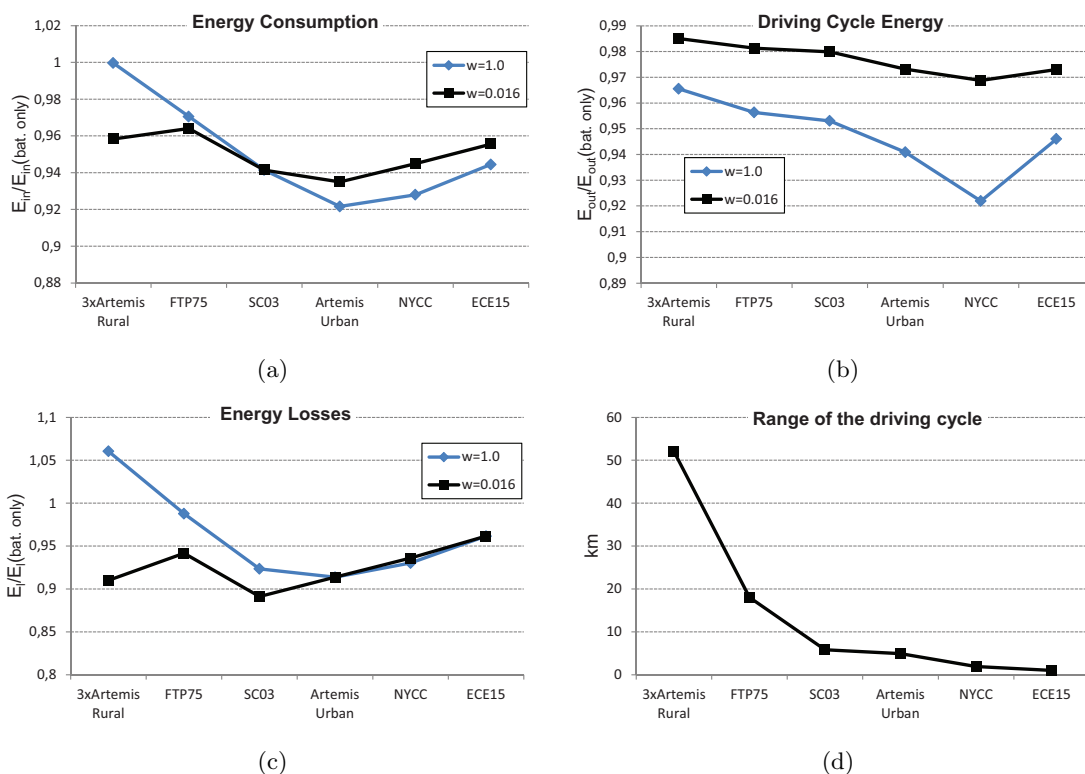 Energy Consumption
1,02
1
0,98
0,96
0,94
0,92
0,9
0,88
E_in/E_in(bat. only)
w=1.0
w=0.016
3xArtemis Rural
FTP75
SC03
Artemis Urban
NYCC
ECE15
(a)
Driving Cycle Energy
0,99
0,98
0,97
0,96
0,95
0,94
0,93
0,92
0,91
0,9
0,89
E_out/E_out(bat. only)
w=1.0
w=0.016
3xArtemis Rural
FTP75
SC03
Artemis Urban
NYCC
ECE15
(b)
Energy Losses
1,1
1,05
1
0,95
0,9
0,85
0,8
E_l/E_l(bat. only)
w=1.0
w=0.016
3xArtemis Rural
FTP75
SC03
Artemis Urban
NYCC
ECE15
(c)
Range of the driving cycle
60
50
40
30
20
10
0
km
3xArtemis Rural
FTP75
SC03
Artemis Urban
NYCC
ECE15
(d)